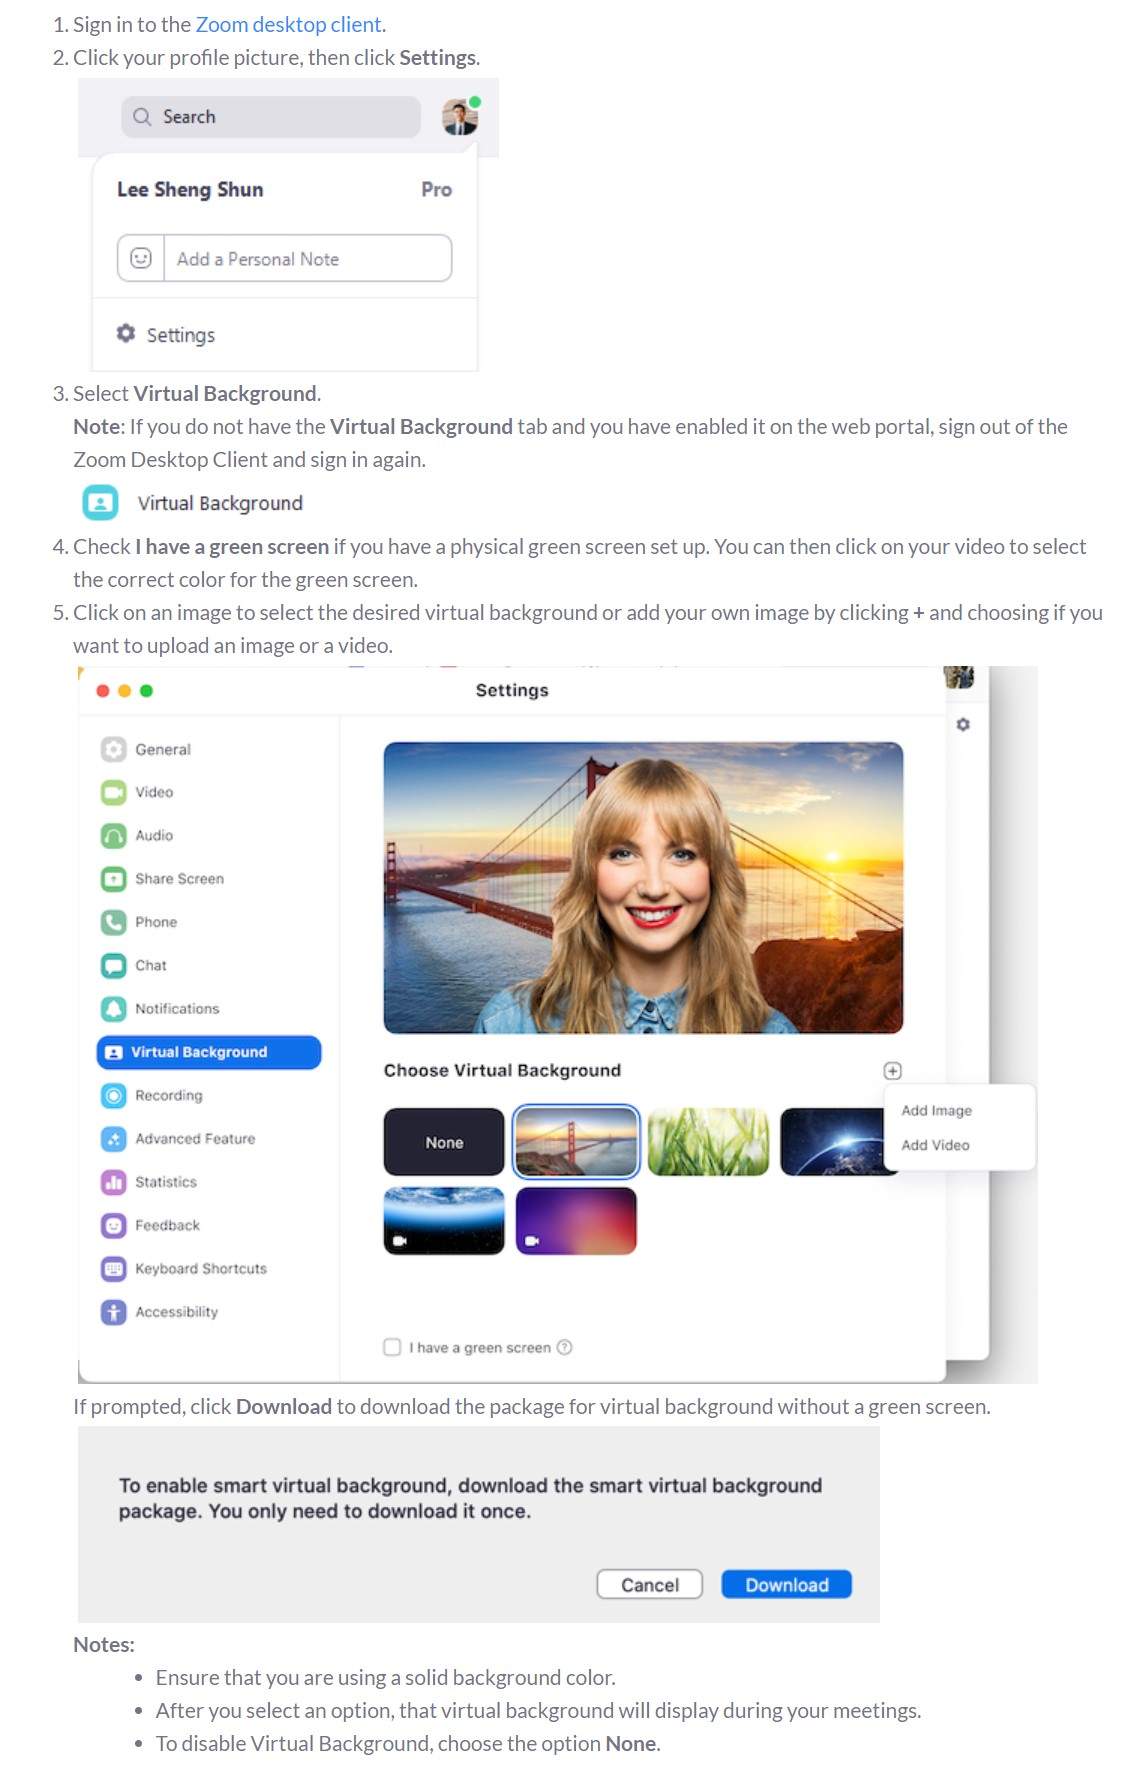 1. Sign in to the Zoom desktop client.
2. Click your profile picture, then click Settings.
Search
Lee Sheng Shun Pro
Add a Personal Note
Settings
3. Select Virtual Background.
Note: If you do not have the Virtual Background tab and you have enabled it on the web portal, sign out of the
Zoom Desktop Client and sign in again.
Virtual Background
4. Check I have a green screen if you have a physical green screen set up. You can then click on your video to select
the correct color for the green screen.
5. Click on an image to select the desired virtual background or add your own image by clicking + and choosing if you
want to upload an image or a video.
Settings
General
Video
Audio
Share Screen
Phone
Chat
Notifications
Virtual Background
Recording
Advanced Feature
Statistics
Feedback
Keyboard Shortcuts
Accessibility
Choose Virtual Background
Add Image
Add Video
None
I have a green screen ?
If prompted, click Download to download the package for virtual background without a green screen.
To enable smart virtual background, download the smart virtual background
package. You only need to download it once.
Cancel Download
Notes:
• Ensure that you are using a solid background color.
• After you select an option, that virtual background will display during your meetings.
• To disable Virtual Background, choose the option None.